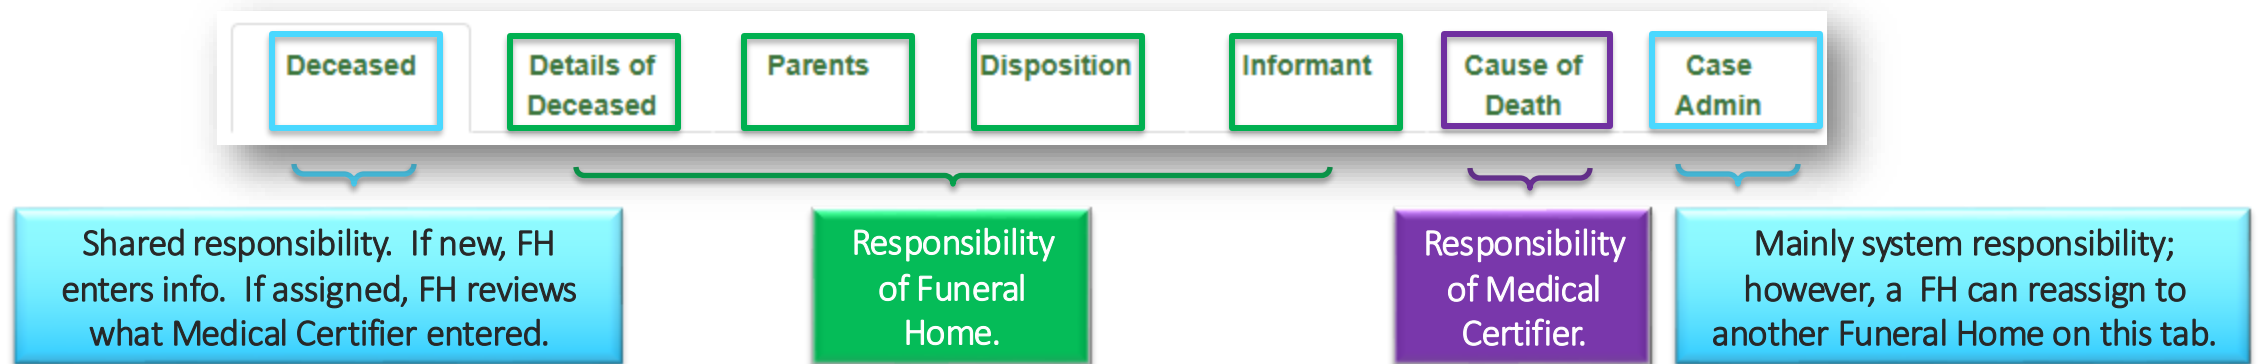 Deceased
Details of
Deceased
Parents
Disposition
Informant
Cause of
Death
Case
Admin
Shared responsibility.  If new, FH
enters info.  If assigned, FH reviews
what Medical Certifier entered.
Responsibility
of Funeral
Home.
Responsibility
of Medical
Certifier.
Mainly system responsibility;
however, a  FH can reassign to
another Funeral Home on this tab.